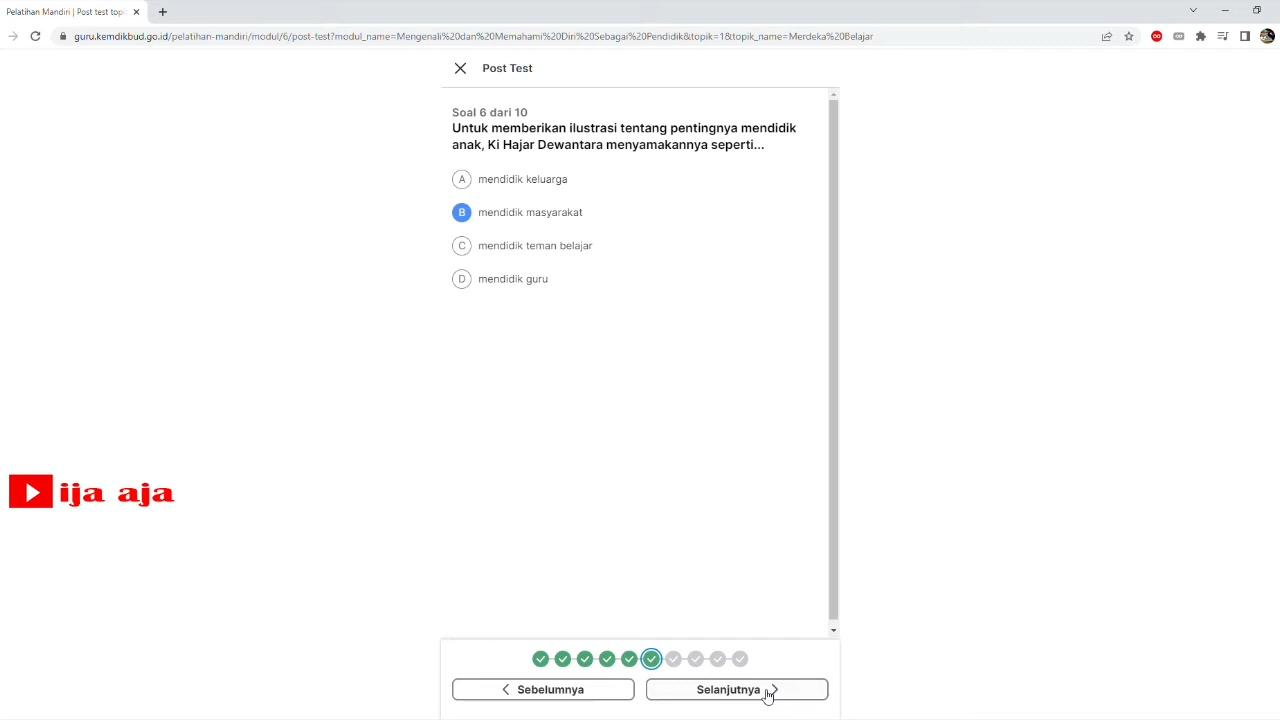 Pelatihan Mandiri | Post test topi
guru.kemdikbud.go.id/pelatihan-mandiri/modul/6/post-test?modul_name=Mengenali%20dan%20Memahami%20Diri%20Sebagai%20Pendidik&topik=1&topik_name=Merdeka%20Belajar
Post Test
Soal 6 dari 10
Untuk memberikan ilustrasi tentang pentingnya mendidik
anak, Ki Hajar Dewantara menyamakannya seperti...
A mendidik keluarga
B mendidik masyarakat
C mendidik teman belajar
D mendidik guru
ija aja
Sebelumnya
Selanjutnya